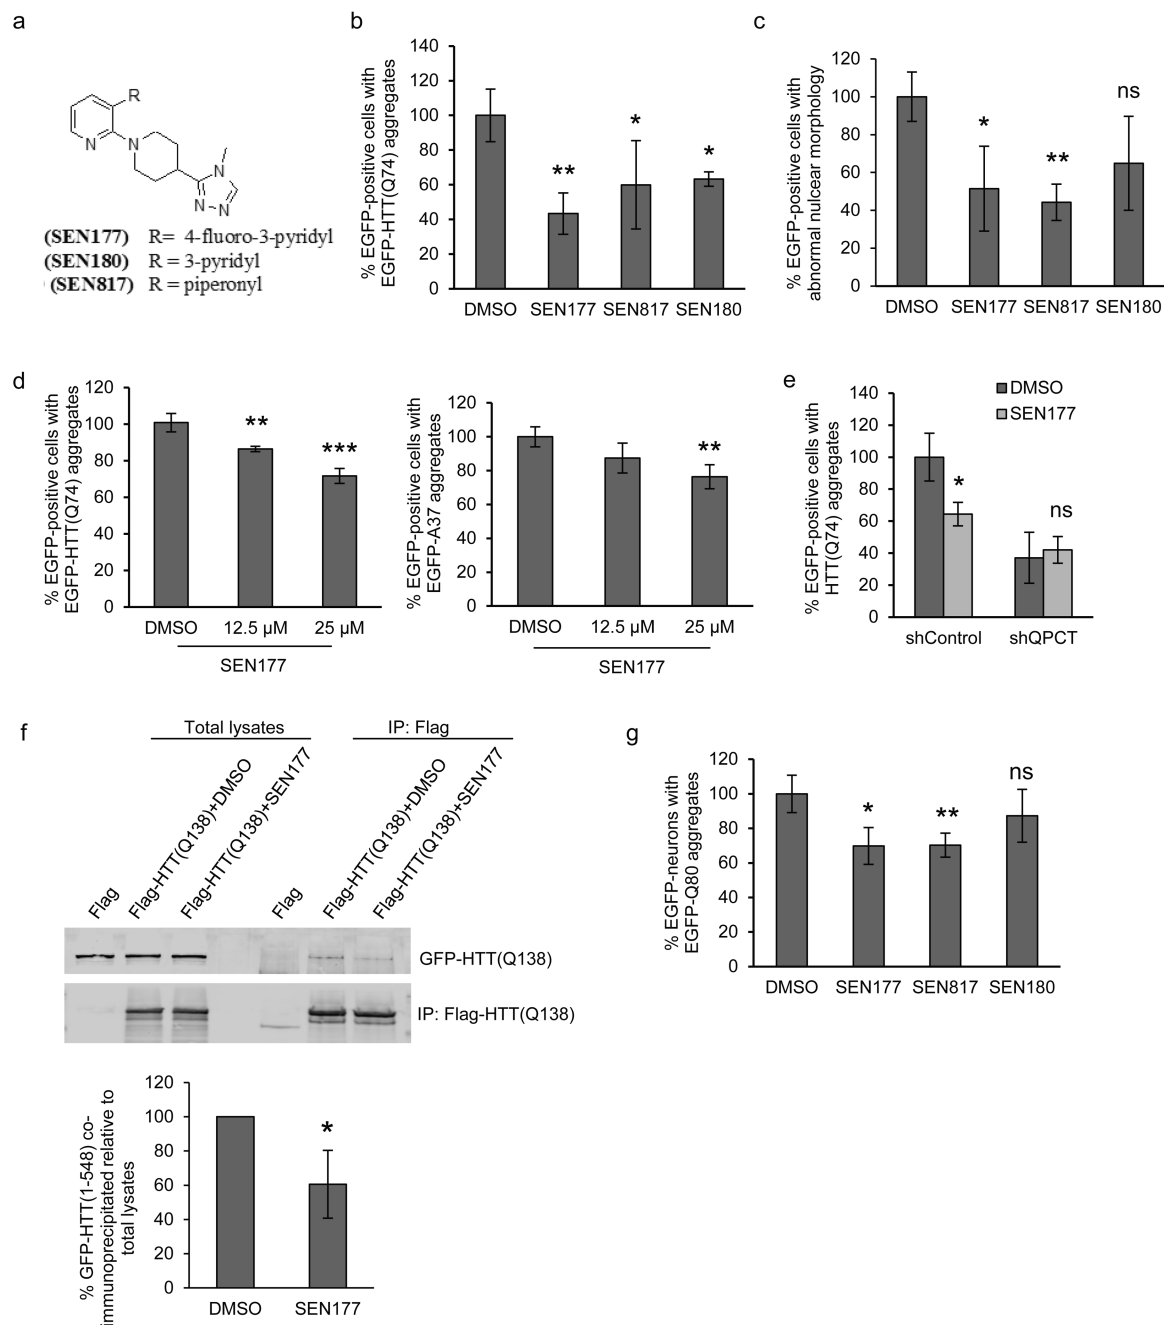 a
R
N
N
N
N
N
(SEN177) R= 4-fluoro-3-pyridyl
(SEN180) R = 3-pyridyl
(SEN817) R = piperonyl
b
% EGFP-positive cells with
EGFP-HTT(Q74) aggregates
140
120
100
80
60
40
20
0
**
*
*
DMSO SEN177 SEN817 SEN180
c
% EGFP-positive cells with
abnormal nulcear morphology
120
100
80
60
40
20
0
*
**
ns
DMSO SEN177 SEN817 SEN180
d
% EGFP-positive cells with
EGFP-HTT(Q74) aggregates
120
100
80
60
40
20
0
**
***
DMSO 12.5 µM 25 µM
SEN177
% EGFP-positive cells with
EGFP-A37 aggregates
120
100
80
60
40
20
0
**
DMSO 12.5 µM 25 µM
SEN177
e
% EGFP-positive cells with
HTT(Q74) aggregates
140
120
100
80
60
40
20
0
DMSO
SEN177
*
ns
shControl shQPCT
f
Total lysates IP: Flag
Flag
Flag-HTT(Q138)+DMSO
Flag-HTT(Q138)+SEN177
Flag
Flag-HTT(Q138)+DMSO
Flag-HTT(Q138)+SEN177
GFP-HTT(Q138)
IP: Flag-HTT(Q138)
% GFP-HTT(1-548) co-
immunoprecipitated relative to
total lysates
120
100
80
60
40
20
0
*
DMSO SEN177
g
% EGFP-neurons with
EGFP-Q80 aggregates
120
100
80
60
40
20
0
*
**
ns
DMSO SEN177 SEN817 SEN180